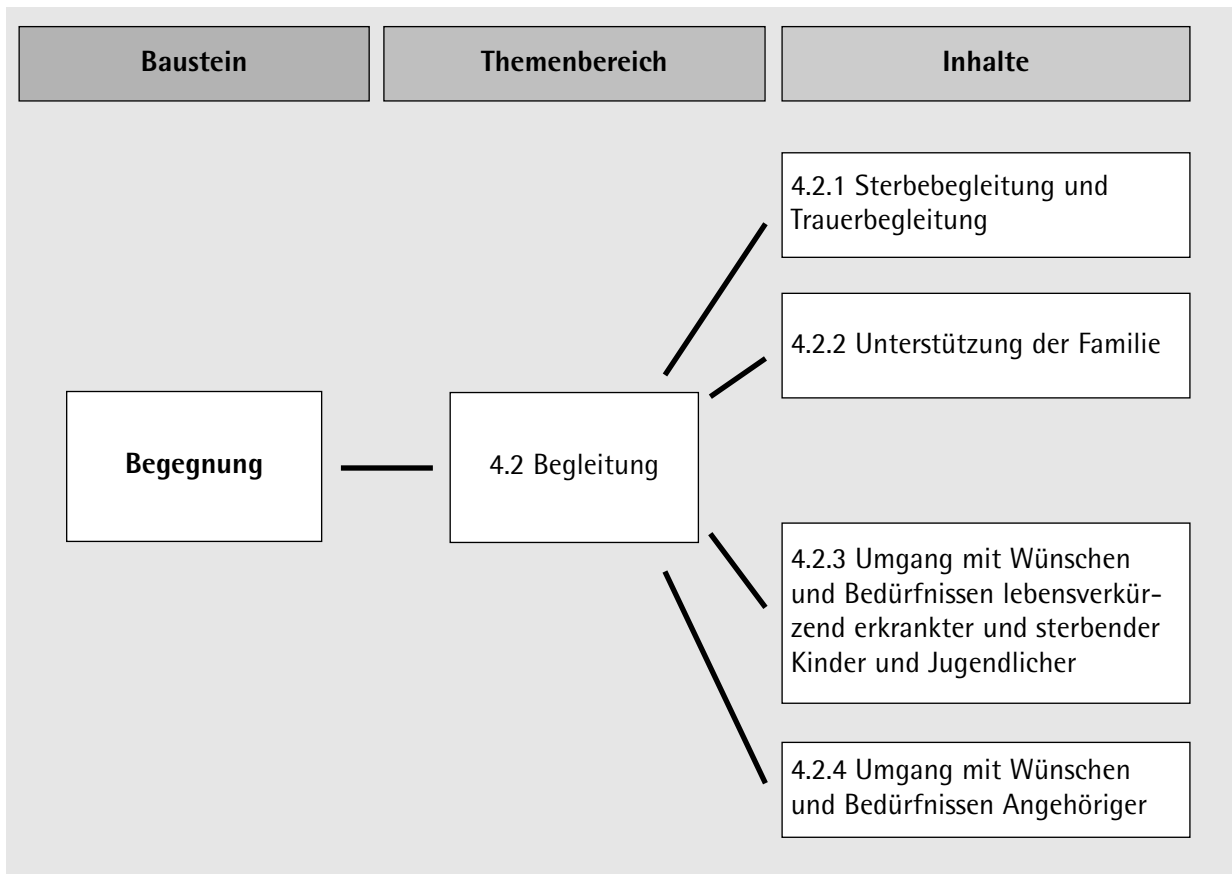 Baustein
Themenbereich
Inhalte
4.2.1 Sterbebegleitung und
Trauerbegleitung
4.2.2 Unterstützung der Familie
Begegnung
4.2 Begleitung
4.2.3 Umgang mit Wünschen
und Bedürfnissen lebensverkür-
zend erkrankter und sterbender
Kinder und Jugendlicher
4.2.4 Umgang mit Wünschen
und Bedürfnissen Angehöriger